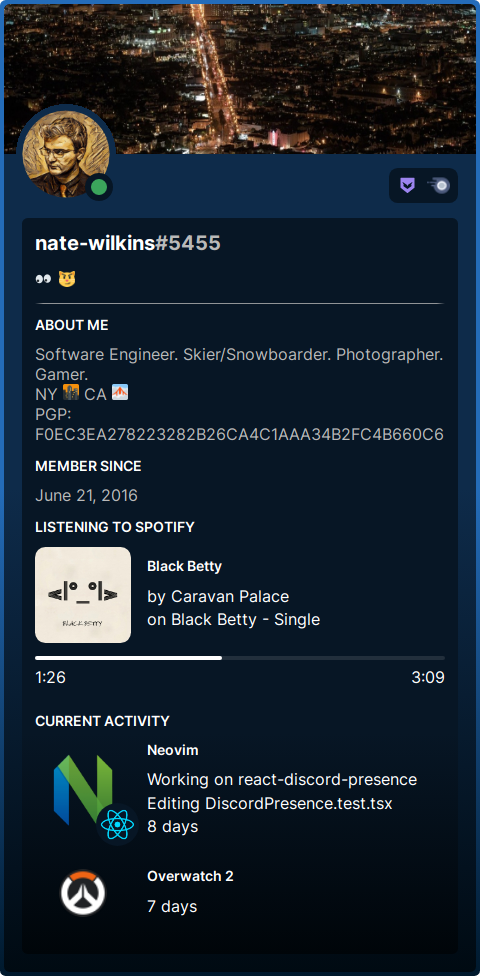 nate-wilkins#5455
👀 😼
ABOUT ME
Software Engineer. Skier/Snowboarder. Photographer.
Gamer.
NY 🌆 CA 🏔
PGP:
F0EC3EA278223282B26CA4C1AAA34B2FC4B660C6
MEMBER SINCE
June 21, 2016
LISTENING TO SPOTIFY
<|°_°|>
BLACK BETTY
Black Betty
by Caravan Palace
on Black Betty - Single
1:26 3:09
CURRENT ACTIVITY
Neovim
Working on react-discord-presence
Editing DiscordPresence.test.tsx
8 days
Overwatch 2
7 days